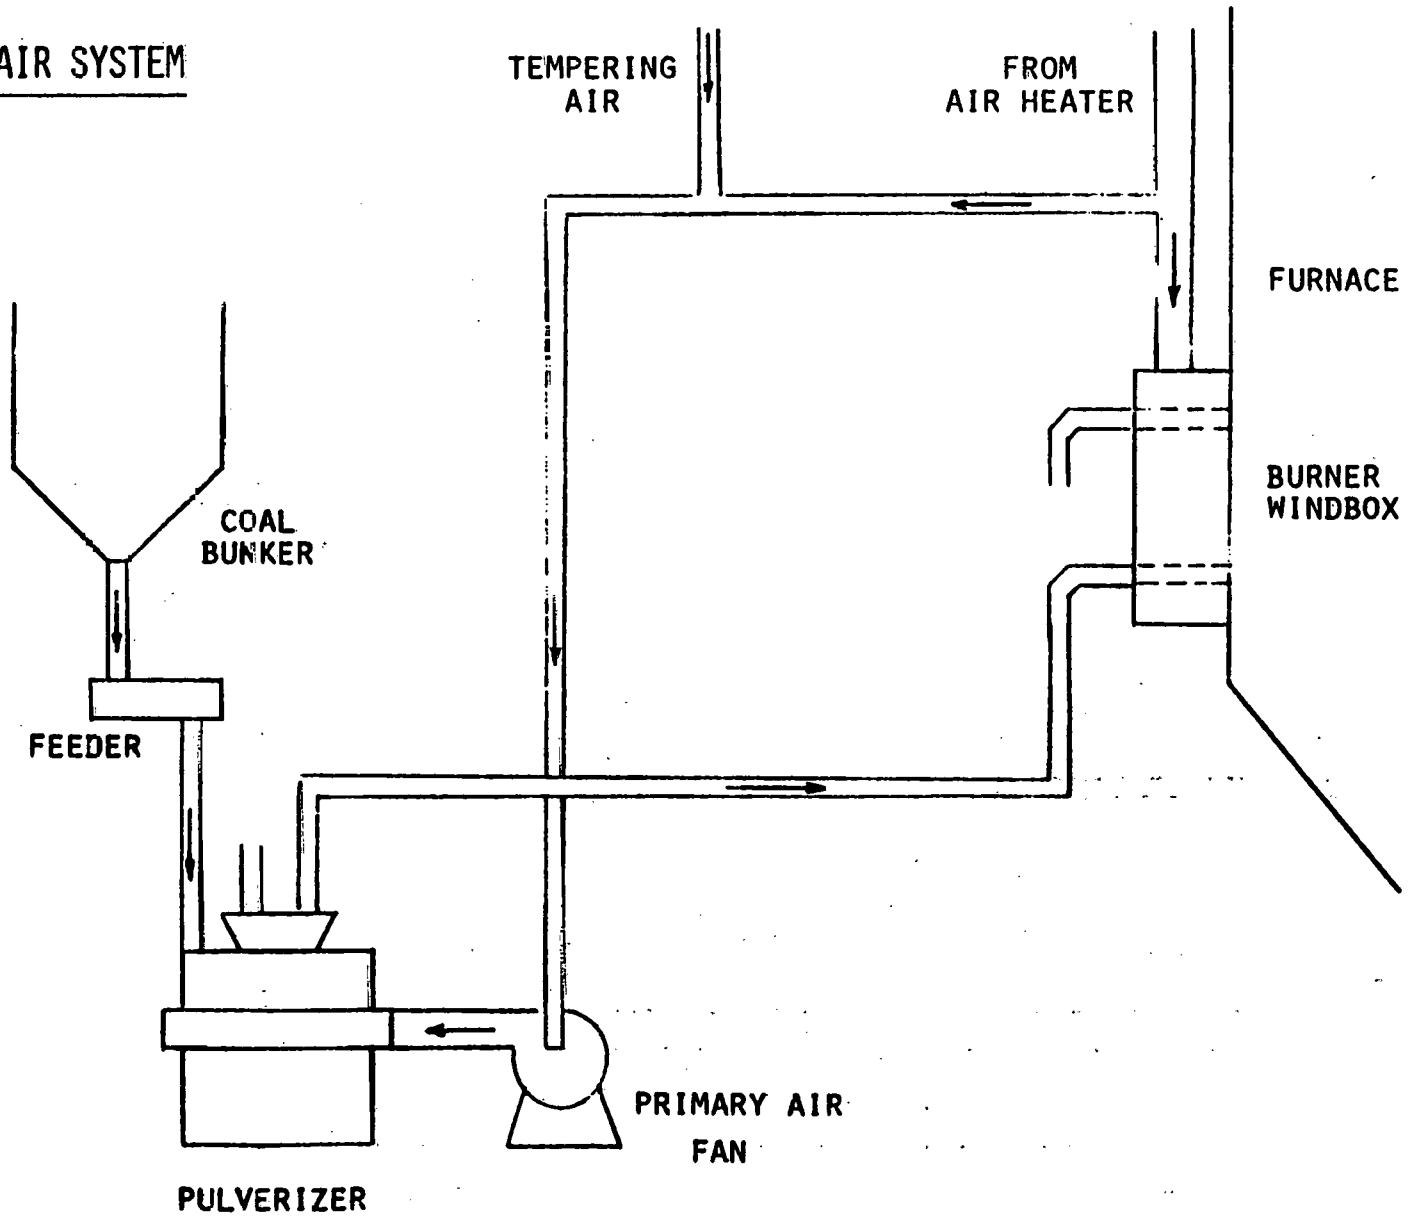 AIR SYSTEM
TEMPERING
AIR
FROM
AIR HEATER
FURNACE
BURNER
WINDBOX
COAL
BUNKER
FEEDER
PRIMARY AIR
FAN
PULVERIZER